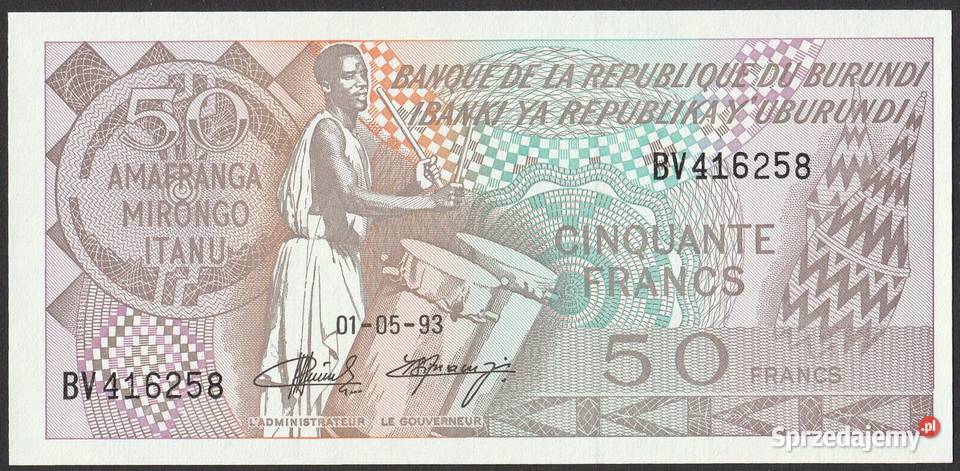 BANQUE DE LA REPUBLIQUE DU BURUNDI
IBANKI YA REPUBLIKA Y'UBURUNDI
50
AMAFRANGA
MIRONGO
ITANU
BV416258
CINQUANTE
FRANCS
01-05-93
50 FRANCS
BV416258
L'ADMINISTRATEUR LE GOUVERNEUR
Sprzedajemy.pl